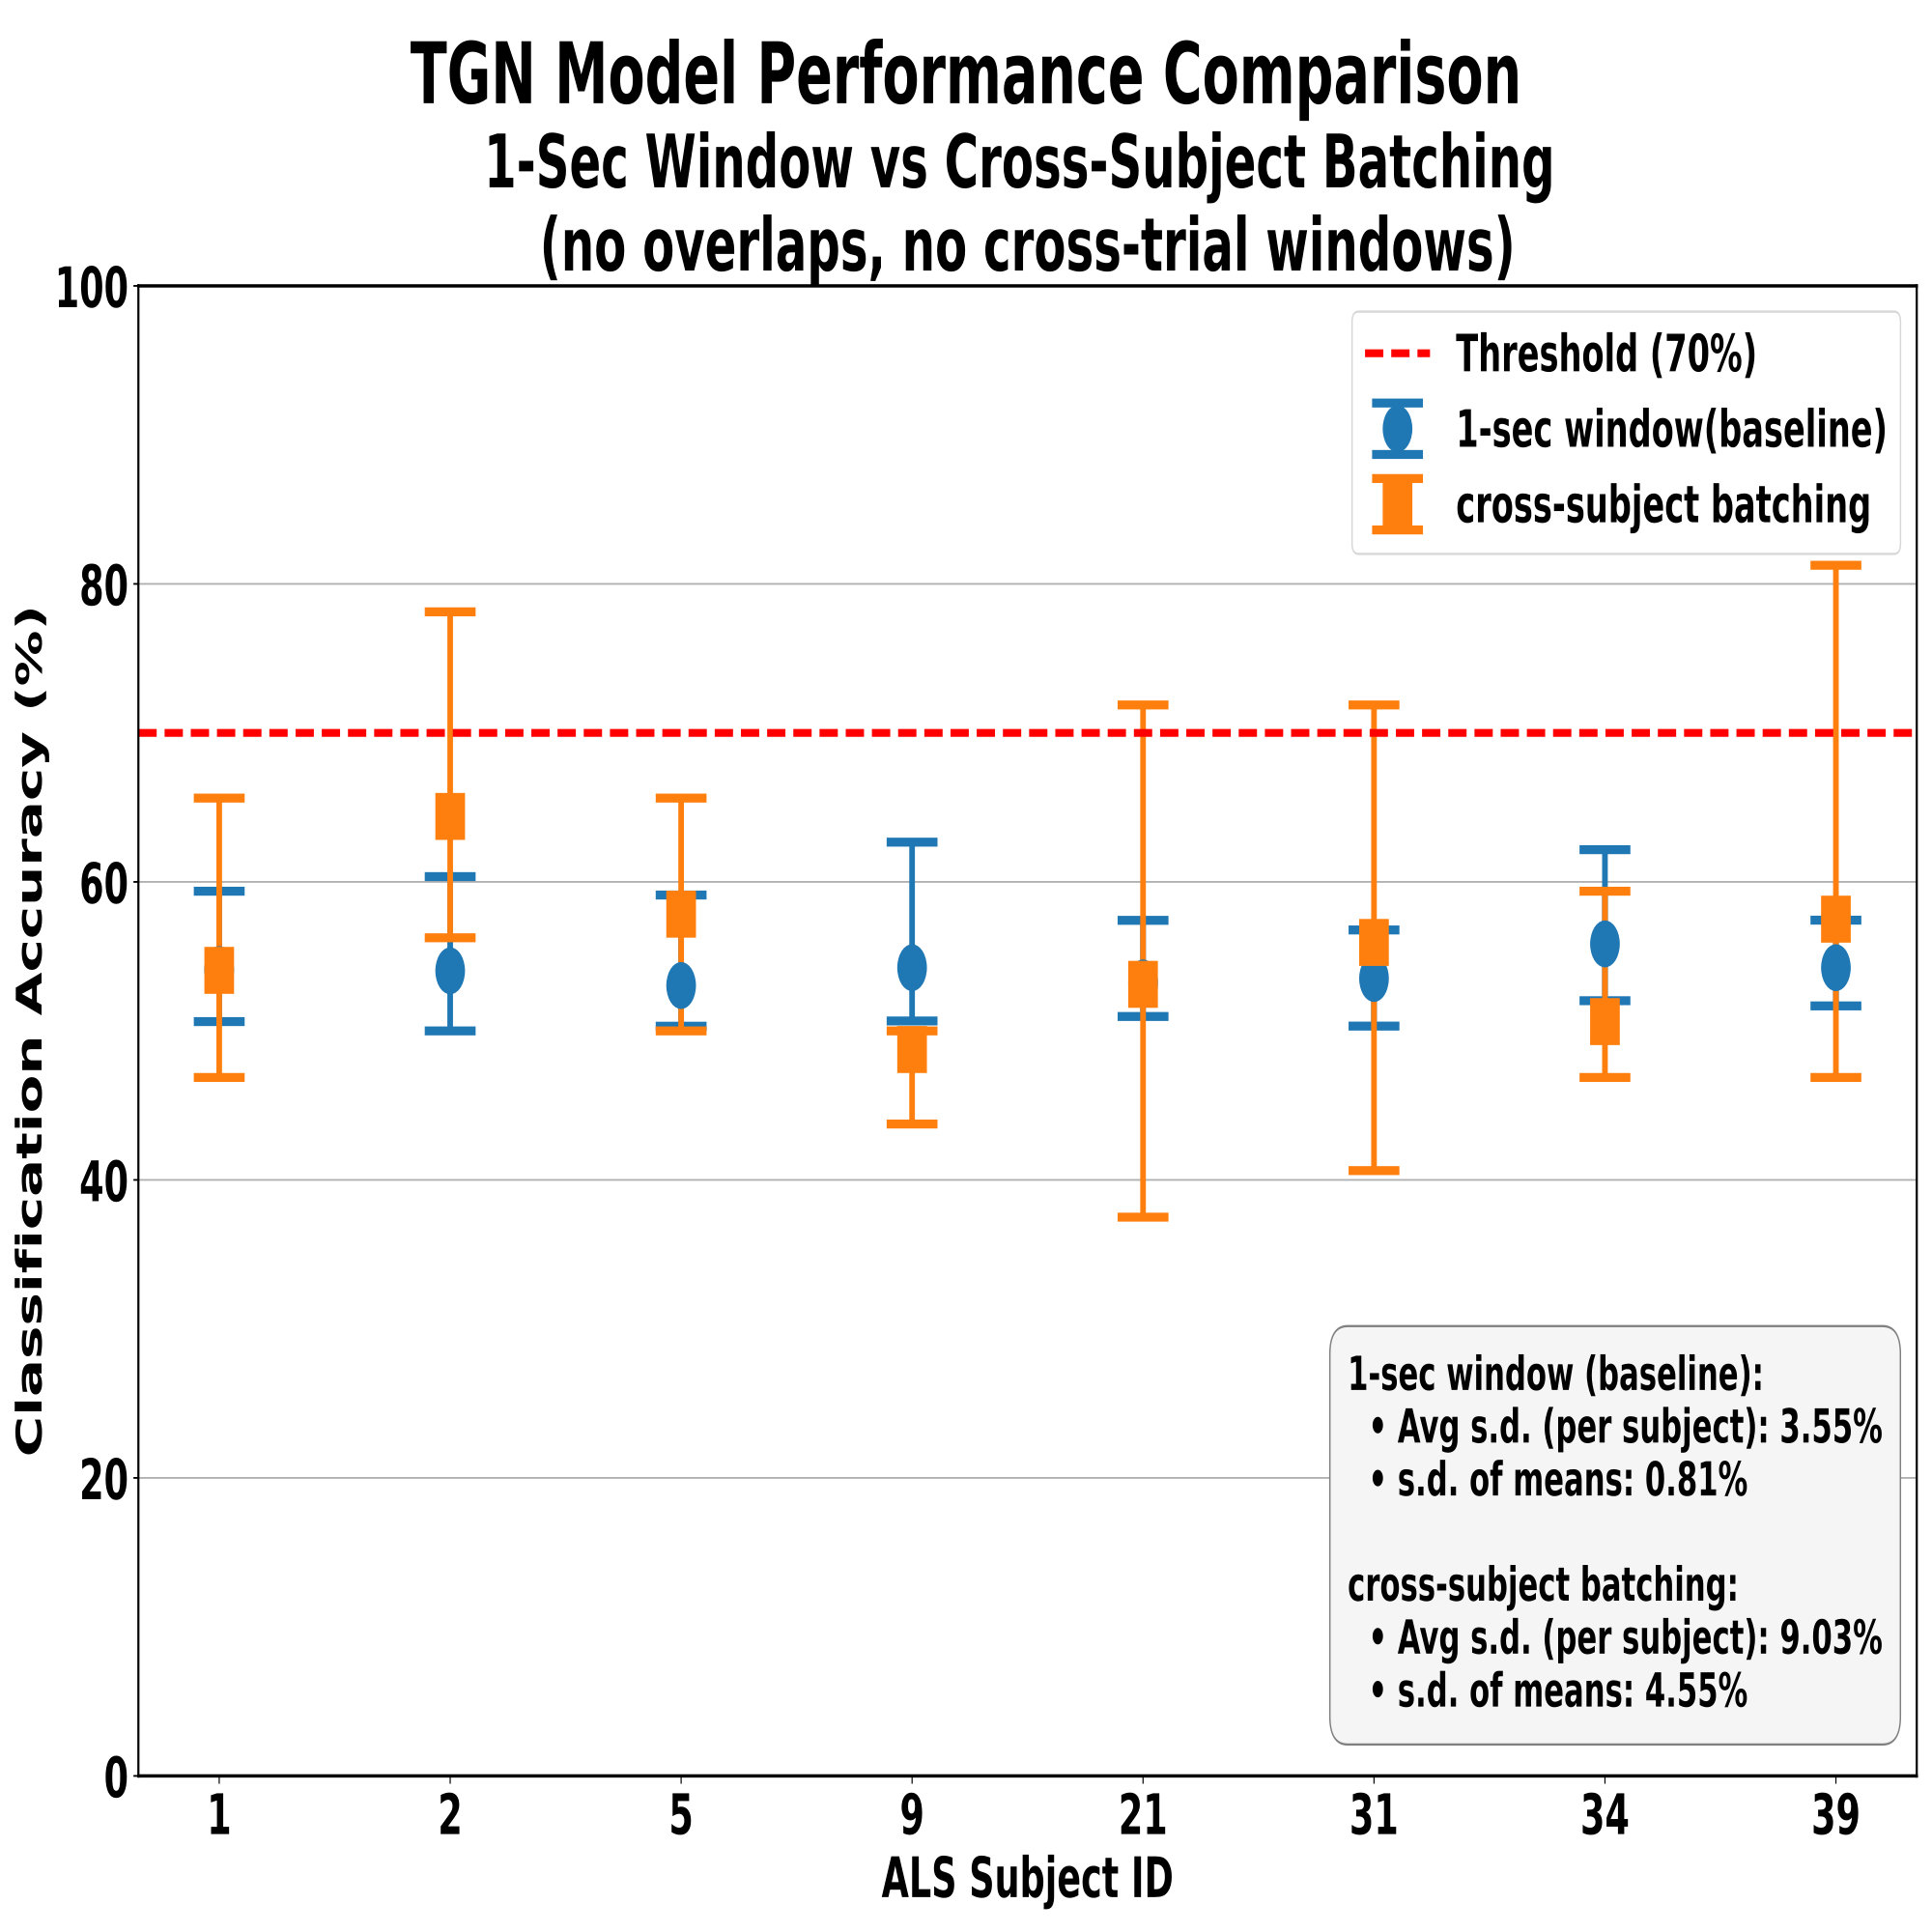 TGN Model Performance Comparison
1-Sec Window vs Cross-Subject Batching
(no overlaps, no cross-trial windows)
Threshold (70%)
1-sec window(baseline)
cross-subject batching
Classification Accuracy (%)
100
80
60
40
20
0
1-sec window (baseline):
• Avg s.d. (per subject): 3.55%
• s.d. of means: 0.81%
cross-subject batching:
• Avg s.d. (per subject): 9.03%
• s.d. of means: 4.55%
1 2 5 9 21 31 34 39
ALS Subject ID